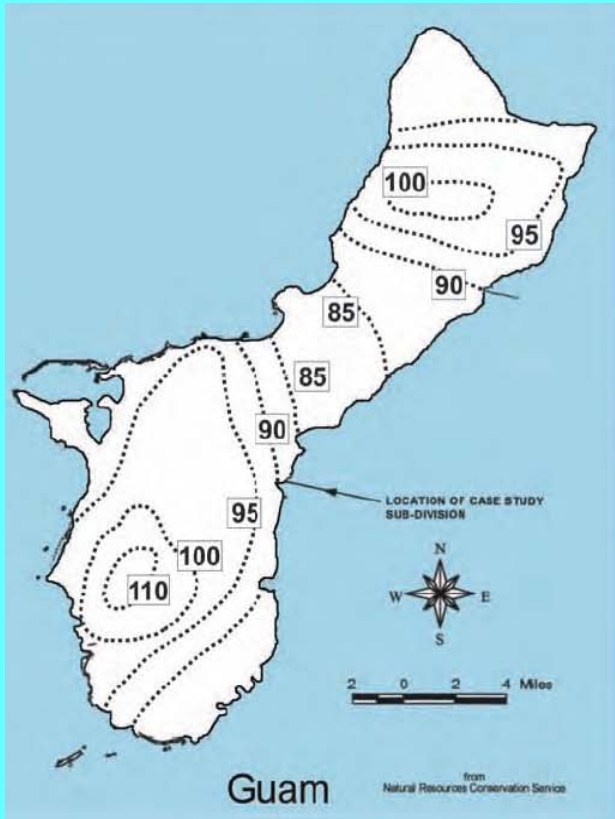 100
95
90
85
85
90
LOCATION OF CASE STUDY
SUB-DIVISION
95
N
100
110
W E
S
2 0 2 4 Miles
from
Guam
Natural Resources Conservation Service